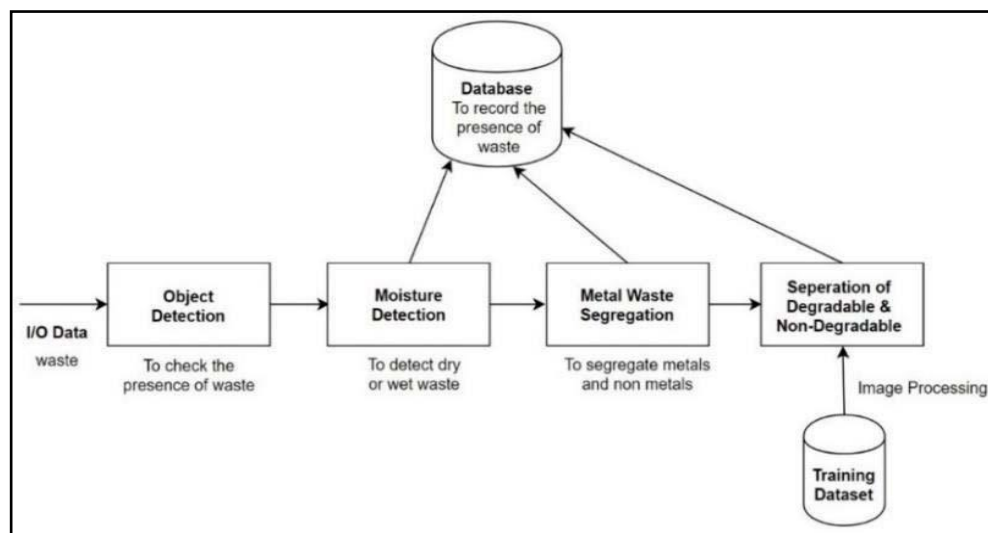 Database
To record the
presence of
waste
I/O Data
waste
Object
Detection
To check the
presence of waste
Moisture
Detection
To detect dry
or wet waste
Metal Waste
Segregation
To segregate metals
and non metals
Seperation of
Degradable &
Non-Degradable
Image Processing
Training
Dataset